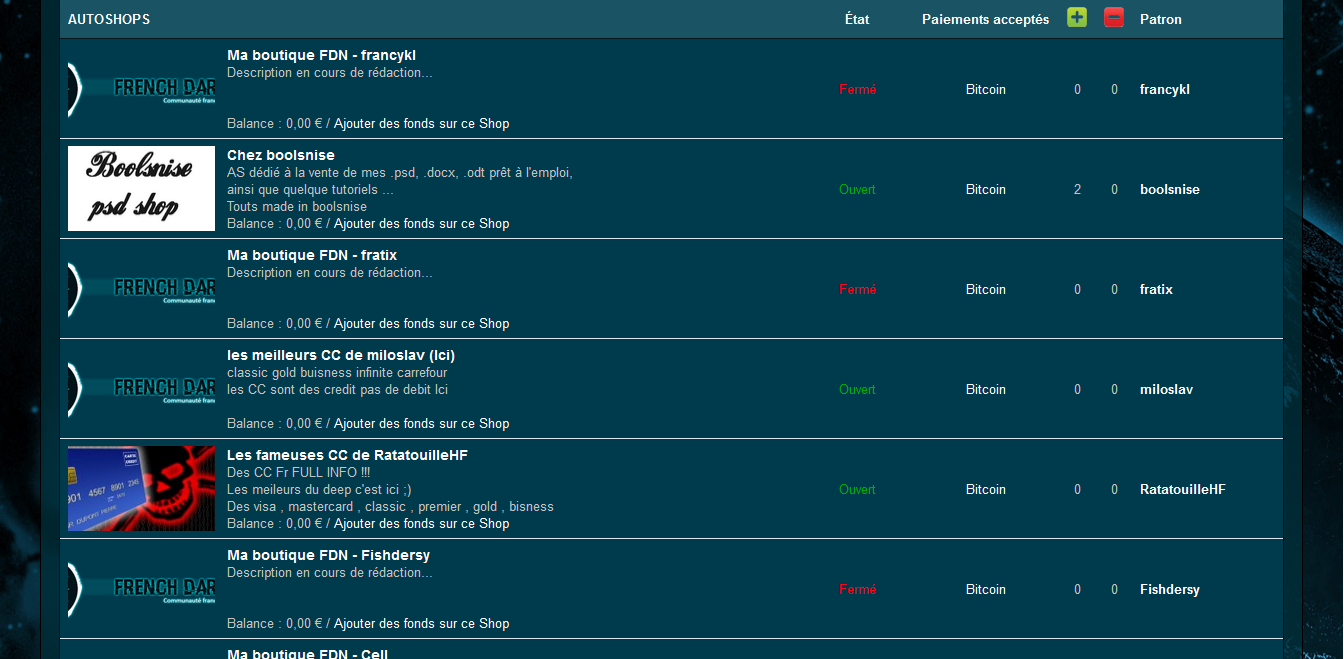 AUTOSHOPS État Paiements acceptés Patron
Ma boutique FDN - francykl
Description en cours de rédaction...
FRENCH DAR
Communauté fran
Fermé Bitcoin 0 0 francykl
Balance : 0,00 € / Ajouter des fonds sur ce Shop
Boolsnise
psd shop
Chez boolsnise
AS dédié à la vente de mes .psd, .docx, .odt prêt à l'emploi,
ainsi que quelque tutoriels ...
Touts made in boolsnise
Ouvert Bitcoin 2 0 boolsnise
Balance : 0,00 € / Ajouter des fonds sur ce Shop
Ma boutique FDN - fratix
Description en cours de rédaction...
FRENCH DAR
Communauté fran
Fermé Bitcoin 0 0 fratix
Balance : 0,00 € / Ajouter des fonds sur ce Shop
les meilleurs CC de miloslav (Ici)
classic gold buisness infinite carrefour
les CC sont des credit pas de debit Ici
FRENCH DAR
Communauté fran
Ouvert Bitcoin 0 0 miloslav
Balance : 0,00 € / Ajouter des fonds sur ce Shop
Les fameuses CC de RatatouilleHF
Des CC Fr FULL INFO !!!
Les meileurs du deep c'est ici ;)
Des visa , mastercard , classic , premier , gold , bisness
901 4567 8901 2345
DUPONT PIERRE
Ouvert Bitcoin 0 0 RatatouilleHF
Balance : 0,00 € / Ajouter des fonds sur ce Shop
Ma boutique FDN - Fishdersy
Description en cours de rédaction...
FRENCH DAR
Communauté fran
Fermé Bitcoin 0 0 Fishdersy
Balance : 0,00 € / Ajouter des fonds sur ce Shop
Ma boutique FDN - Cell